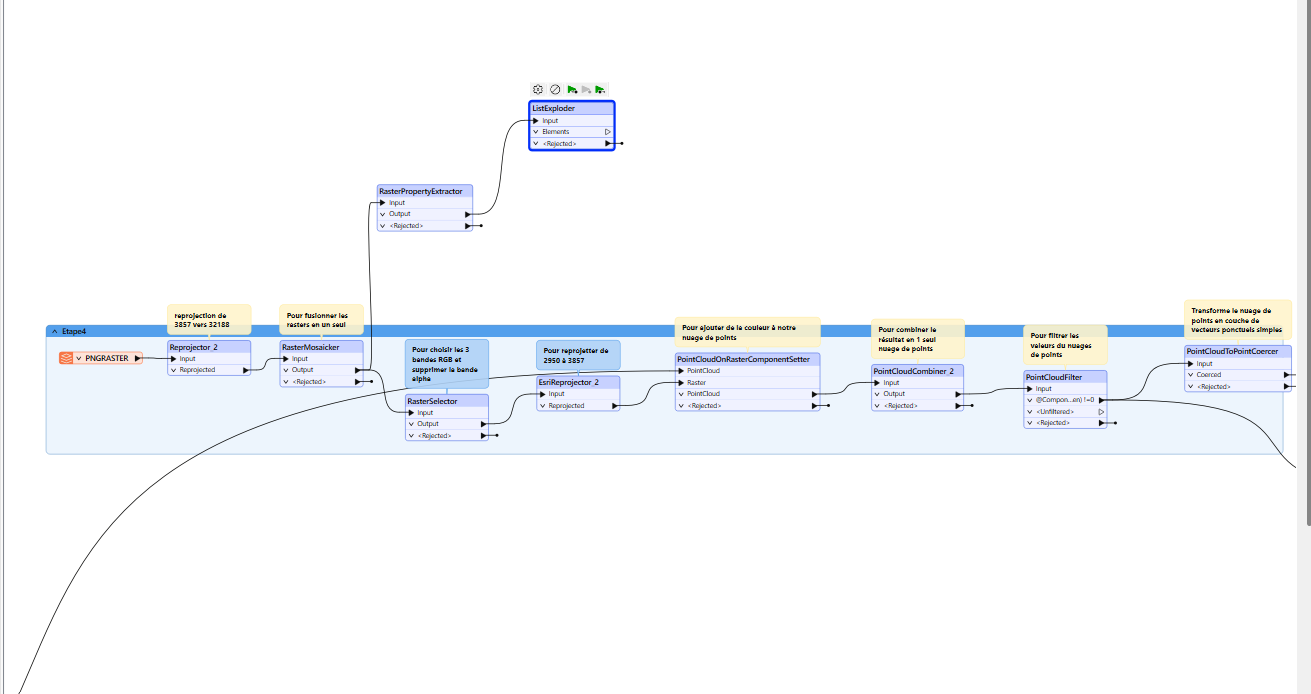 ListExploder
Input
Elements
<Rejected>
RasterPropertyExtractor
Input
Output
<Rejected>
Etape4
PNGRASTER
reprojection de
3857 vers 32188
Reprojector_2
Input
Reprojected
Pour fusionner les
rasters en un seul
RasterMosaicker
Input
Output
<Rejected>
Pour choisir les 3
bandes RGB et
supprimer la bande
alpha
RasterSelector
Input
Output
<Rejected>
Pour reprojetter de
2950 à 3857
EsriReprojector_2
Input
Reprojected
Pour ajouter de la couleur à notre
nuage de points
PointCloudOnRasterComponentSetter
PointCloud
Raster
PointCloud
<Rejected>
Pour combiner le
résultat en 1 seul
nuage de points
PointCloudCombiner_2
Input
Output
<Rejected>
Pour filtrer les
valeurs du nuages
de points
PointCloudFilter
Input
@Compon...en) !=0
<Unfiltered>
<Rejected>
Transforme le nuage de
points en couche de
vecteurs ponctuels simples
PointCloudToPointCoercer
Input
Coerced
<Rejected>